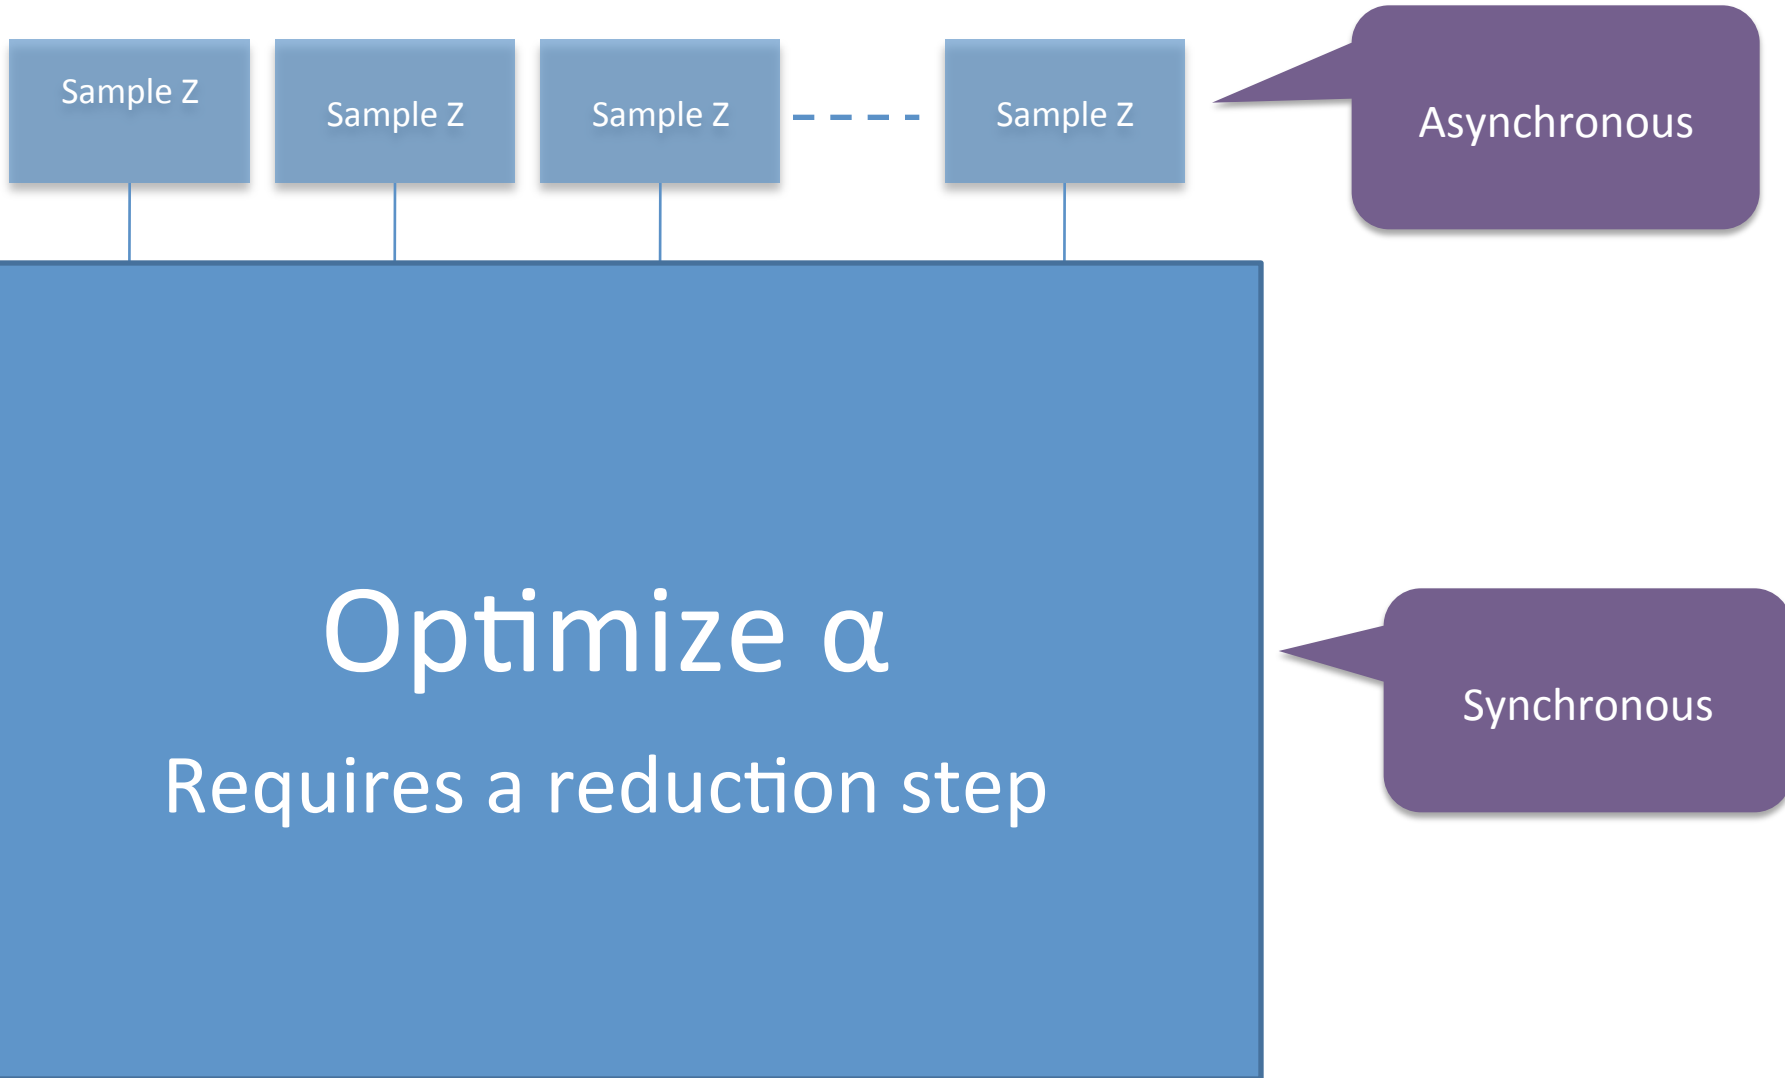 Sample Z
Sample Z
Sample Z
Sample Z
Asynchronous
Optimize α
Requires a reduction step
Synchronous